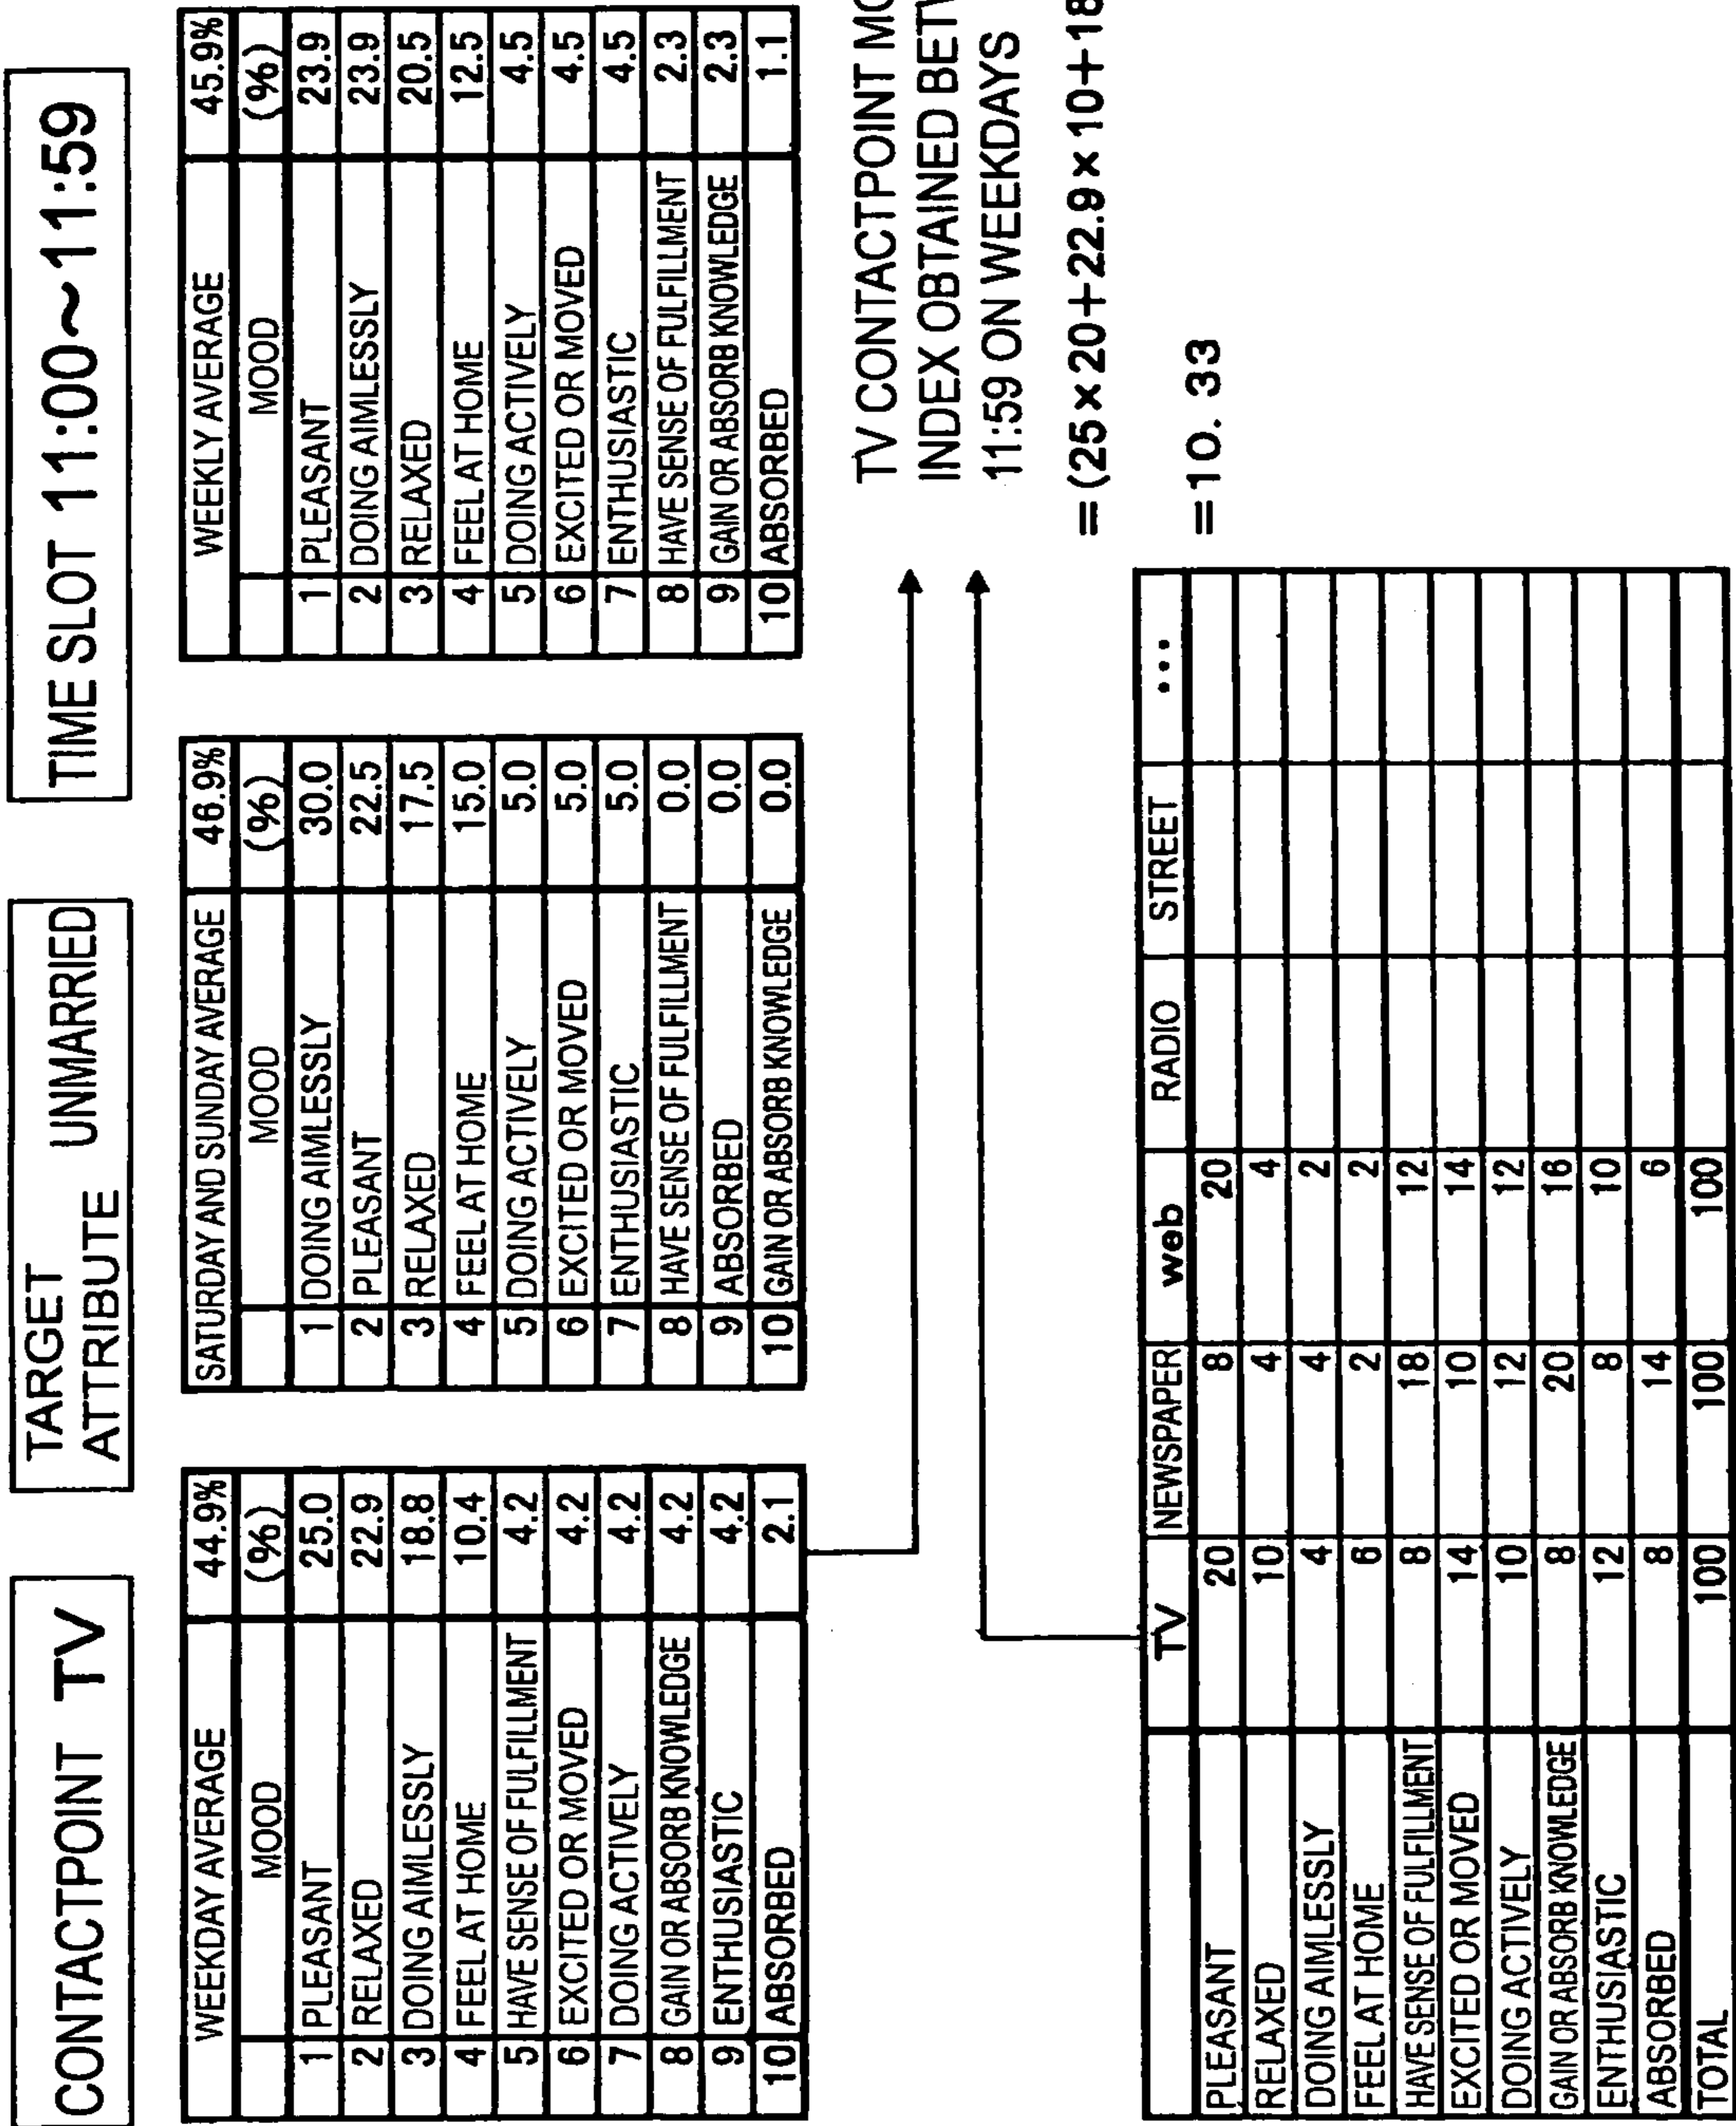 CONTACTPOINT TV
TARGET ATTRIBUTE UNMARRIED
TIME SLOT 11:00~11:59
WEEKDAY AVERAGE 44.9%
MOOD (%)
1 PLEASANT 25.0
2 RELAXED 22.9
3 DOING AIMLESSLY 18.8
4 FEEL AT HOME 10.4
5 HAVE SENSE OF FULFILLMENT 4.2
6 EXCITED OR MOVED 4.2
7 DOING ACTIVELY 4.2
8 GAIN OR ABSORB KNOWLEDGE 4.2
9 ENTHUSIASTIC 4.2
10 ABSORBED 2.1
SATURDAY AND SUNDAY AVERAGE 46.9%
MOOD (%)
1 DOING AIMLESSLY 30.0
2 PLEASANT 22.5
3 RELAXED 17.5
4 FEEL AT HOME 15.0
5 DOING ACTIVELY 5.0
6 EXCITED OR MOVED 5.0
7 ENTHUSIASTIC 5.0
8 HAVE SENSE OF FULFILLMENT 0.0
9 ABSORBED 0.0
10 GAIN OR ABSORB KNOWLEDGE 0.0
WEEKLY AVERAGE 45.9%
MOOD (%)
1 PLEASANT 23.9
2 DOING AIMLESSLY 23.9
3 RELAXED 20.5
4 FEEL AT HOME 12.5
5 DOING ACTIVELY 4.5
6 EXCITED OR MOVED 4.5
7 ENTHUSIASTIC 4.5
8 HAVE SENSE OF FULFILLMENT 2.3
9 GAIN OR ABSORB KNOWLEDGE 2.3
10 ABSORBED 1.1
TV CONTACTPOINT
INDEX OBTAINED
11:59 ON WEEKDAYS
=(25×20+22.9×10+18
=10. 33
TV NEWSPAPER web RADIO STREET ...
PLEASANT 20 8 20
RELAXED 10 4 4
DOING AIMLESSLY 4 4 2
FEEL AT HOME 6 2 2
HAVE SENSE OF FULFILLMENT 8 18 12
EXCITED OR MOVED 14 10 14
DOING ACTIVELY 10 12 12
GAIN OR ABSORB KNOWLEDGE 8 20 16
ENTHUSIASTIC 12 8 10
ABSORBED 8 14 6
TOTAL 100 100 100